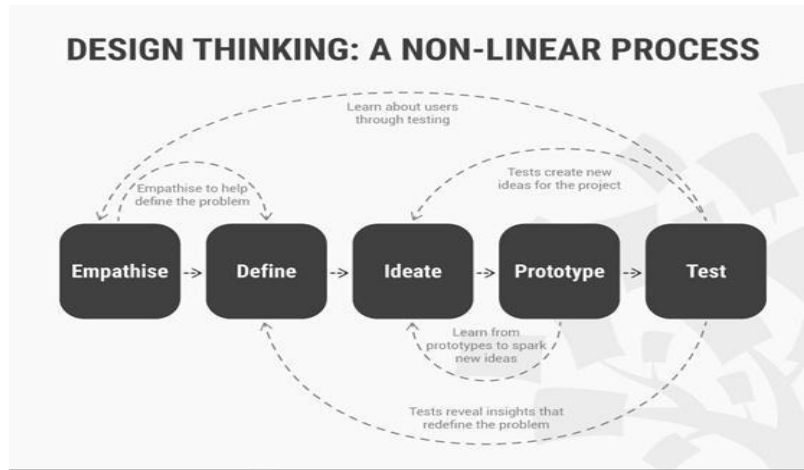 DESIGN THINKING: A NON-LINEAR PROCESS
Learn about users
through testing
Empathise to help
define the problem
Tests create new
ideas for the project
Empathise
Define
Ideate
Prototype
Test
Learn from
prototypes to spark
new ideas
Tests reveal insights that
redefine the problem